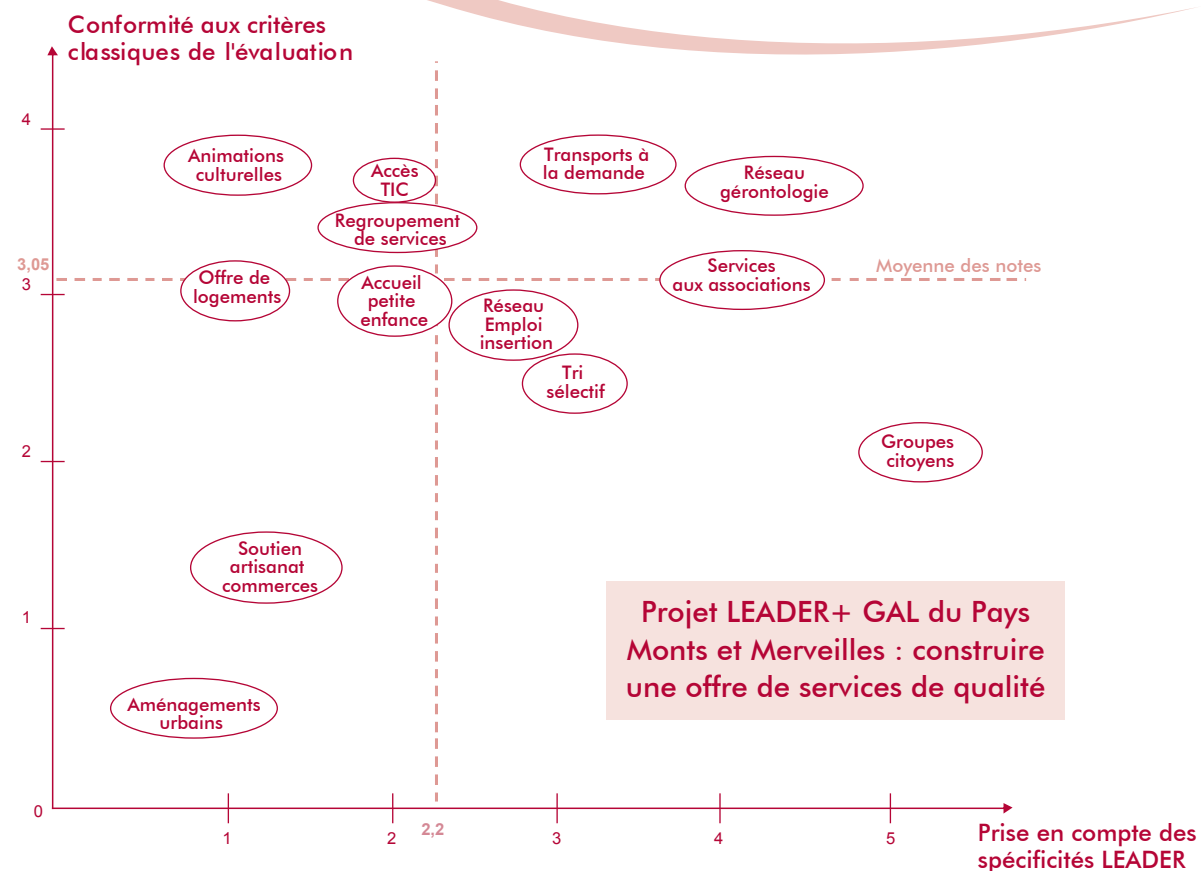 Conformité aux critères
classiques de l'évaluation
4
Animations
culturelles
Accès
TIC
Transports à
la demande
Réseau
gérontologie
Regroupement
de services
3,05
3
Offre de
logements
Accueil
petite
enfance
Services
aux associations
Moyenne des notes
Réseau
Emploi
insertion
Tri
sélectif
2
Groupes
citoyens
Soutien
artisanat
commerces
1
Projet LEADER+ GAL du Pays
Monts et Merveilles : construire
une offre de services de qualité
Aménagements
urbains
0
1
2
2,2
3
4
5
Prise en compte des
spécificités LEADER